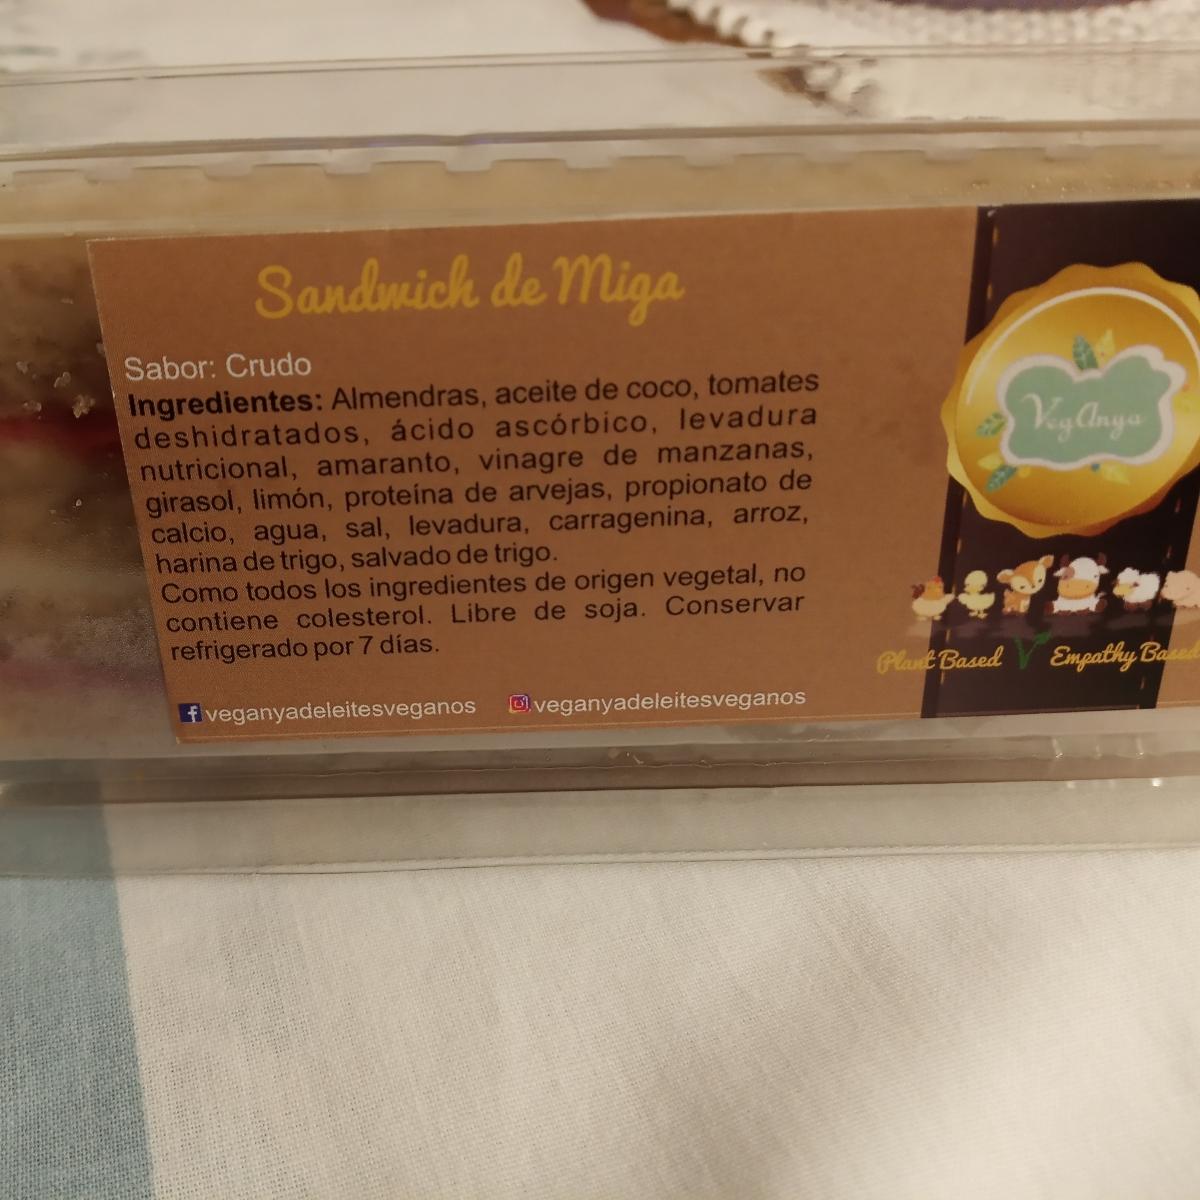 Sandwich de Miga
Sabor: Crudo
Ingredientes: Almendras, aceite de coco, tomates
deshidratados, ácido ascórbico, levadura
nutricional, amaranto, vinagre de manzanas,
girasol, limón, proteína de arvejas, propionato de
calcio, agua, sal, levadura, carragenina, arroz,
harina de trigo, salvado de trigo.
Como todos los ingredientes de origen vegetal, no
contiene colesterol. Libre de soja. Conservar
refrigerado por 7 días.
veganyadeleitesveganos veganyadeleitesveganos
VegAnya
Plant Based V Empathy Based